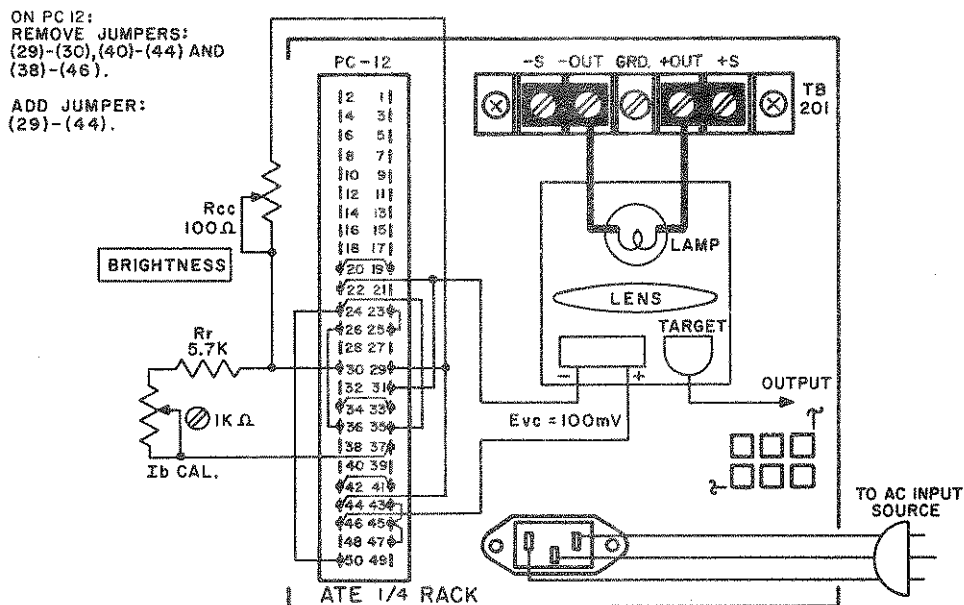 ON PC 12:
REMOVE JUMPERS:
(29)-(30),(40)-(44) AND
(38)-(46).
ADD JUMPER:
(29)-(44).
PC-12
-S -OUT GRD. +OUT +S
TB
201
2 1
4 3
6 5
8 7
10 9
12 11
14 13
16 15
18 17
20 19
22 21
24 23
26 25
28 27
30 29
32 31
34 33
36 35
38 37
40 39
42 41
44 43
46 45
48 47
50 49
Rcc
100Ω
BRIGHTNESS
Rr
5.7K
1KΩ
Ib CAL.
LAMP
LENS
TARGET
- +
OUTPUT
Evc = 100mV
TO AC INPUT
SOURCE
ATE 1/4 RACK